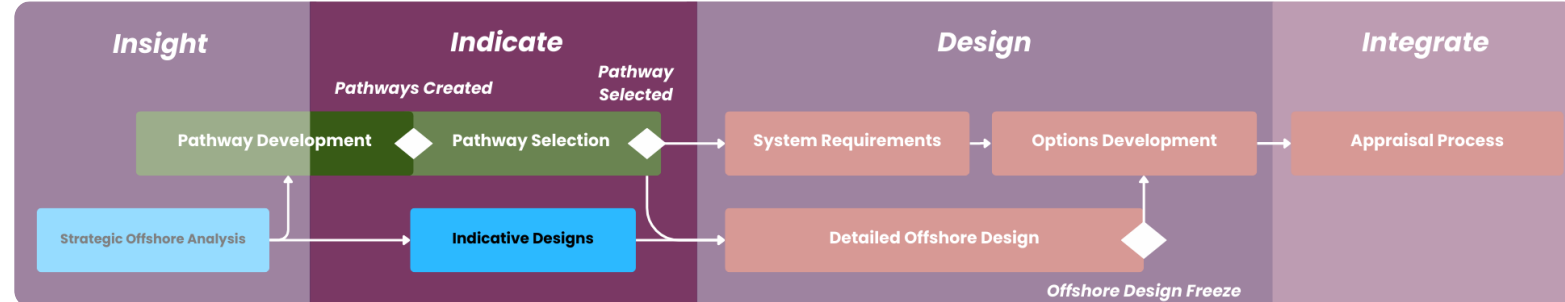 Insight
Indicate
Design
Integrate
Pathways Created
Pathway
Selected
Pathway Development
Pathway Selection
System Requirements
Options Development
Appraisal Process
Strategic Offshore Analysis
Indicative Designs
Detailed Offshore Design
Offshore Design Freeze